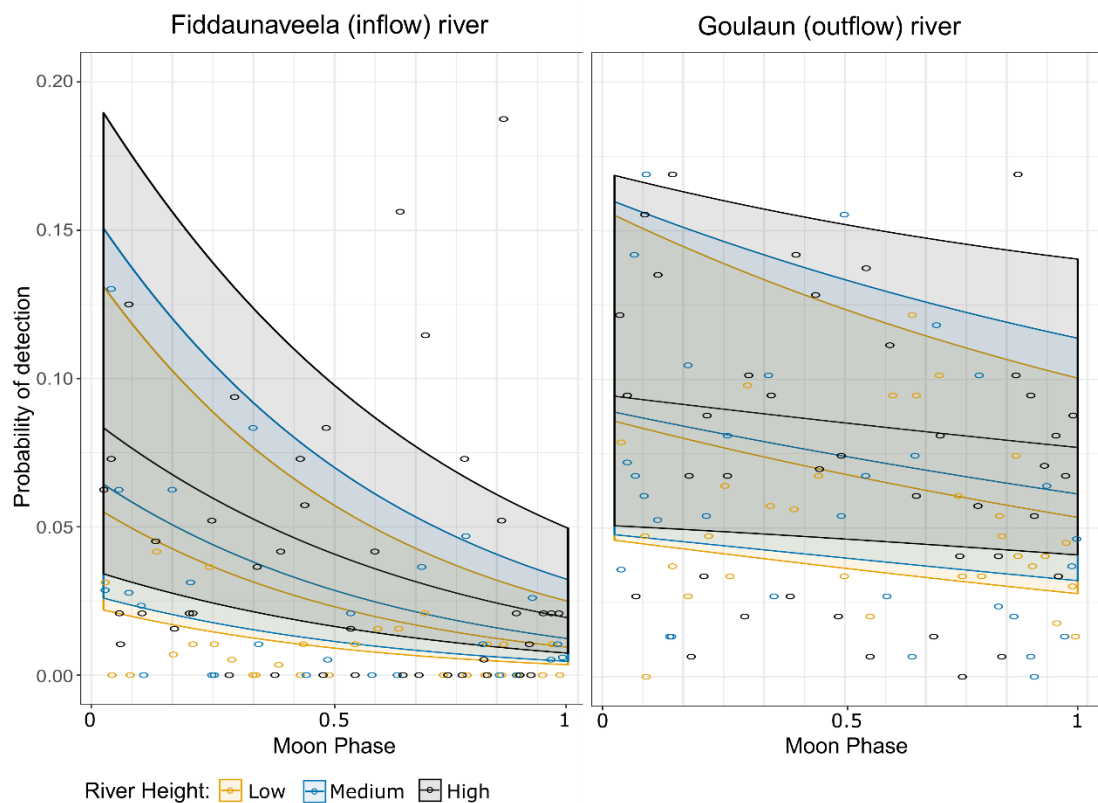 Fiddaunaveela (inflow) river
Goulaun (outflow) river
Probability of detection
0.20
0.15
0.10
0.05
0.00
0
0.5
1
0
0.5
1
Moon Phase
Moon Phase
River Height:
Low
Medium
High